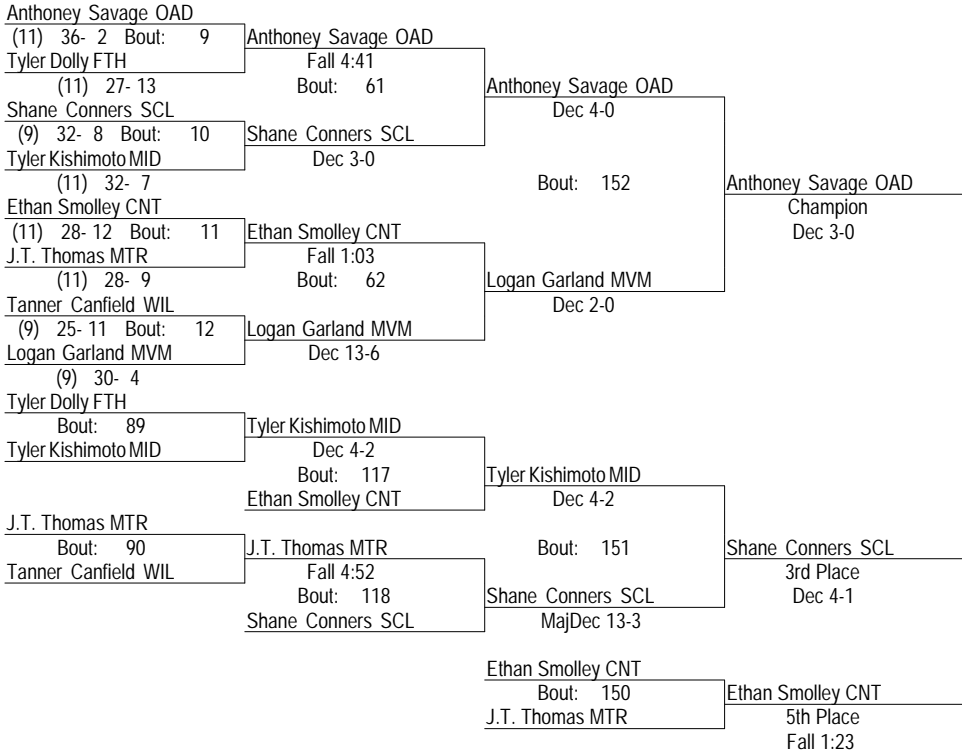 Anthoney Savage OAD
(11) 36- 2 Bout: 9 Anthoney Savage OAD
Tyler Dolly FTH Fall 4:41
(11) 27- 13 Bout: 61 Anthoney Savage OAD
Shane Conners SCL Dec 4-0
(9) 32- 8 Bout: 10 Shane Conners SCL
Tyler Kishimoto MID Dec 3-0
(11) 32- 7 Bout: 152 Anthoney Savage OAD
Ethan Smolley CNT Champion
(11) 28- 12 Bout: 11 Ethan Smolley CNT Dec 3-0
J.T. Thomas MTR Fall 1:03
(11) 28- 9 Bout: 62 Logan Garland MVM
Tanner Canfield WIL Dec 2-0
(9) 25- 11 Bout: 12 Logan Garland MVM
Logan Garland MVM Dec 13-6
(9) 30- 4
Tyler Dolly FTH
Bout: 89 Tyler Kishimoto MID
Tyler Kishimoto MID Dec 4-2
Bout: 117 Tyler Kishimoto MID
Ethan Smolley CNT Dec 4-2
J.T. Thomas MTR
Bout: 90 J.T. Thomas MTR Bout: 151 Shane Conners SCL
Tanner Canfield WIL Fall 4:52 3rd Place
Bout: 118 Shane Conners SCL Dec 4-1
Shane Conners SCL MajDec 13-3
Ethan Smolley CNT
Bout: 150 Ethan Smolley CNT
J.T. Thomas MTR 5th Place
Fall 1:23